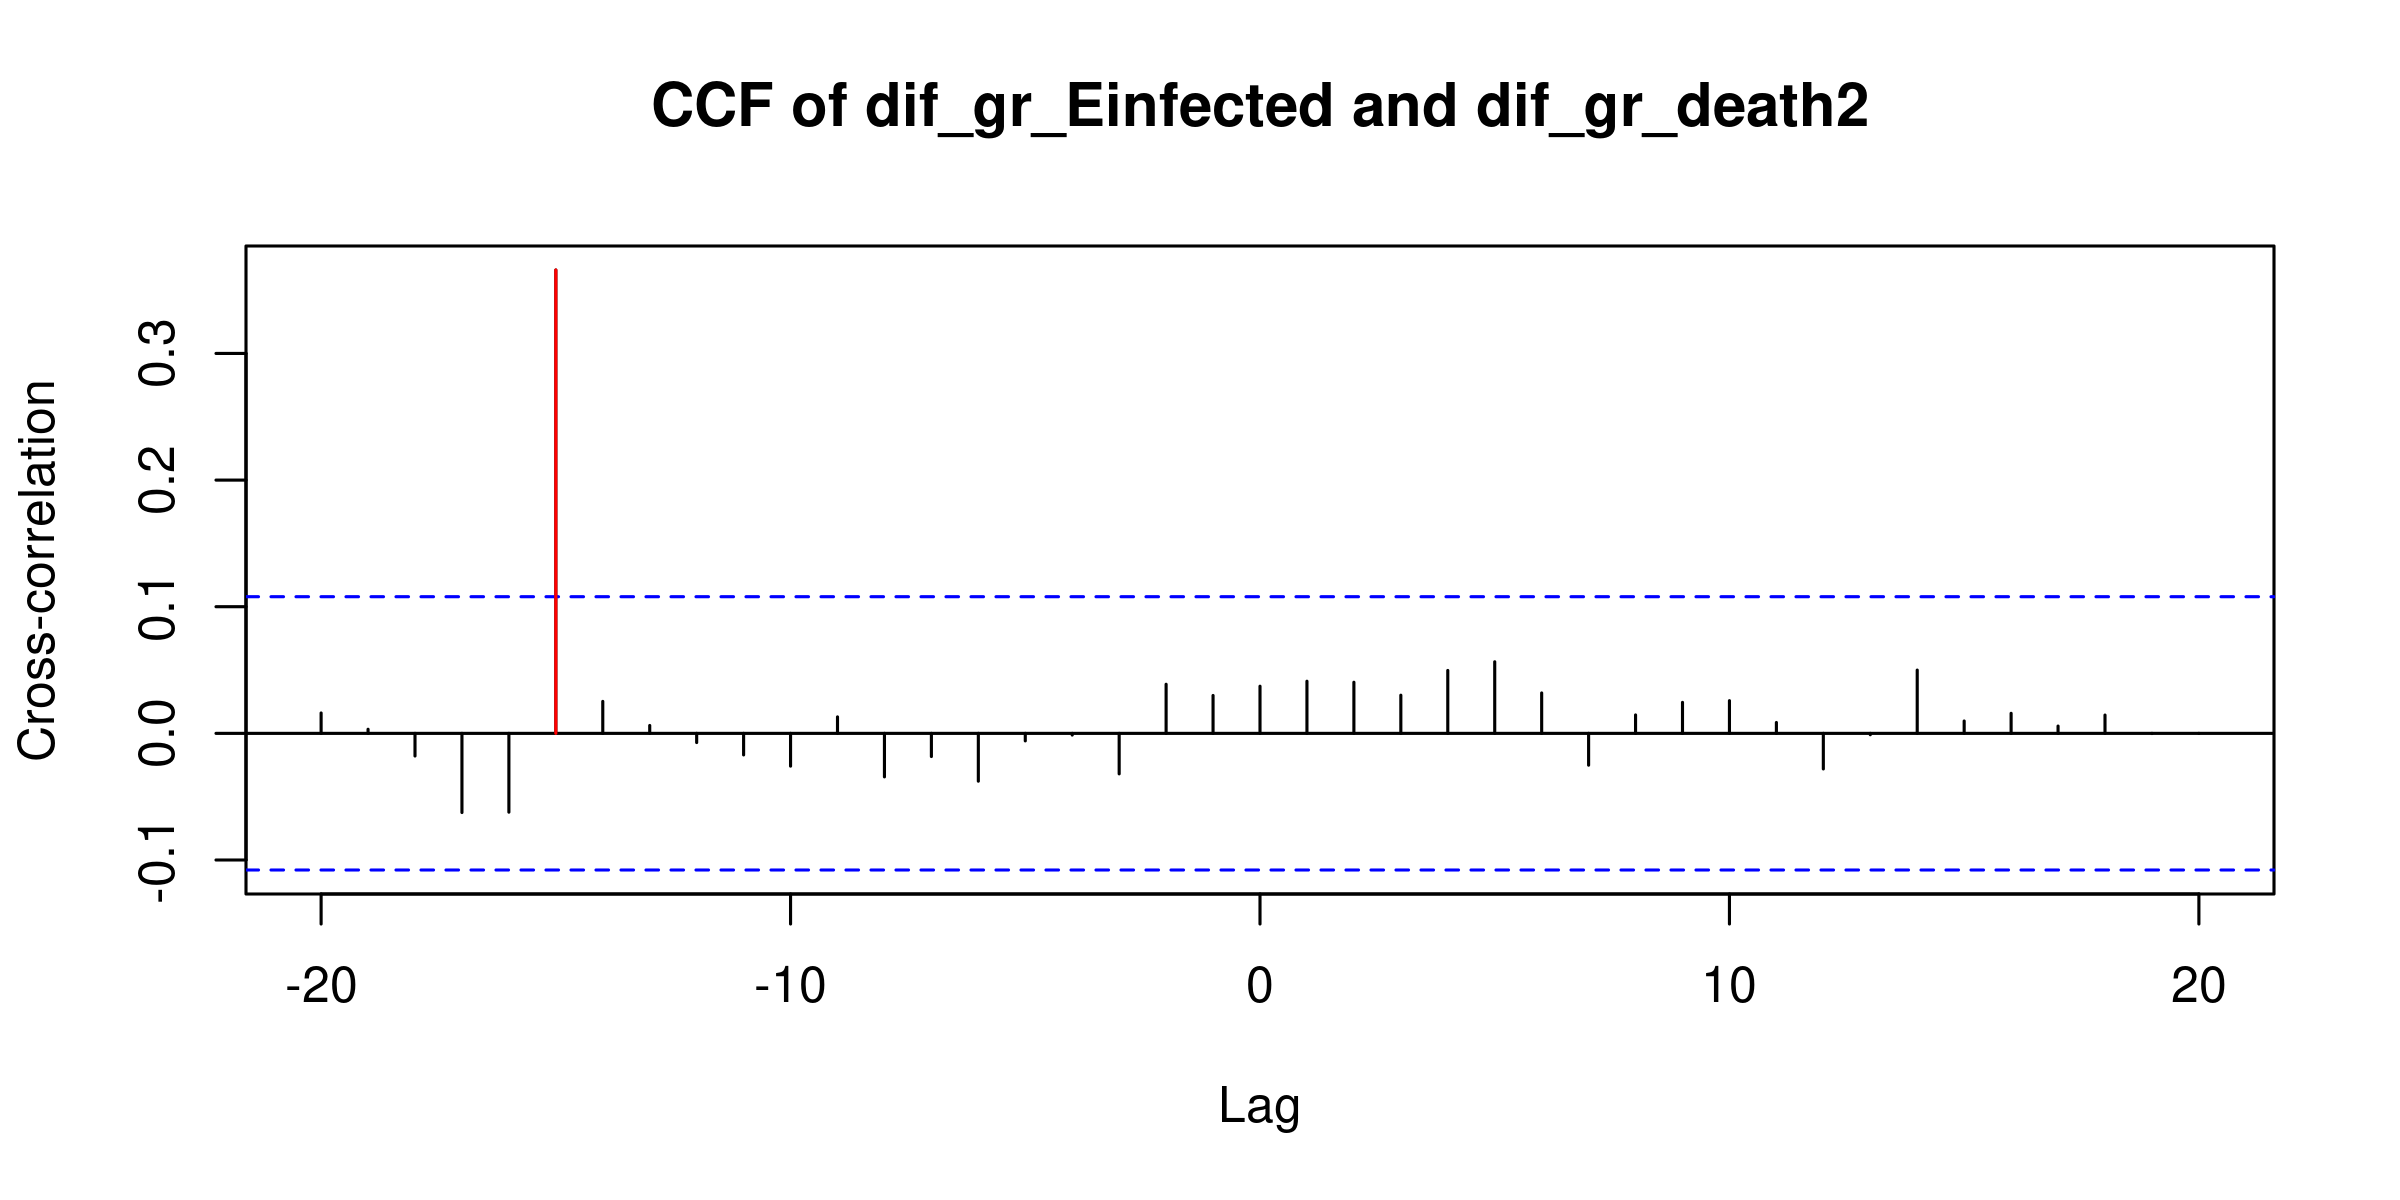 CCF of dif_gr_Einfected and dif_gr_death2
Cross-correlation
0.3
0.2
0.1
0.0
-0.1
-20 -10 0 10 20
Lag